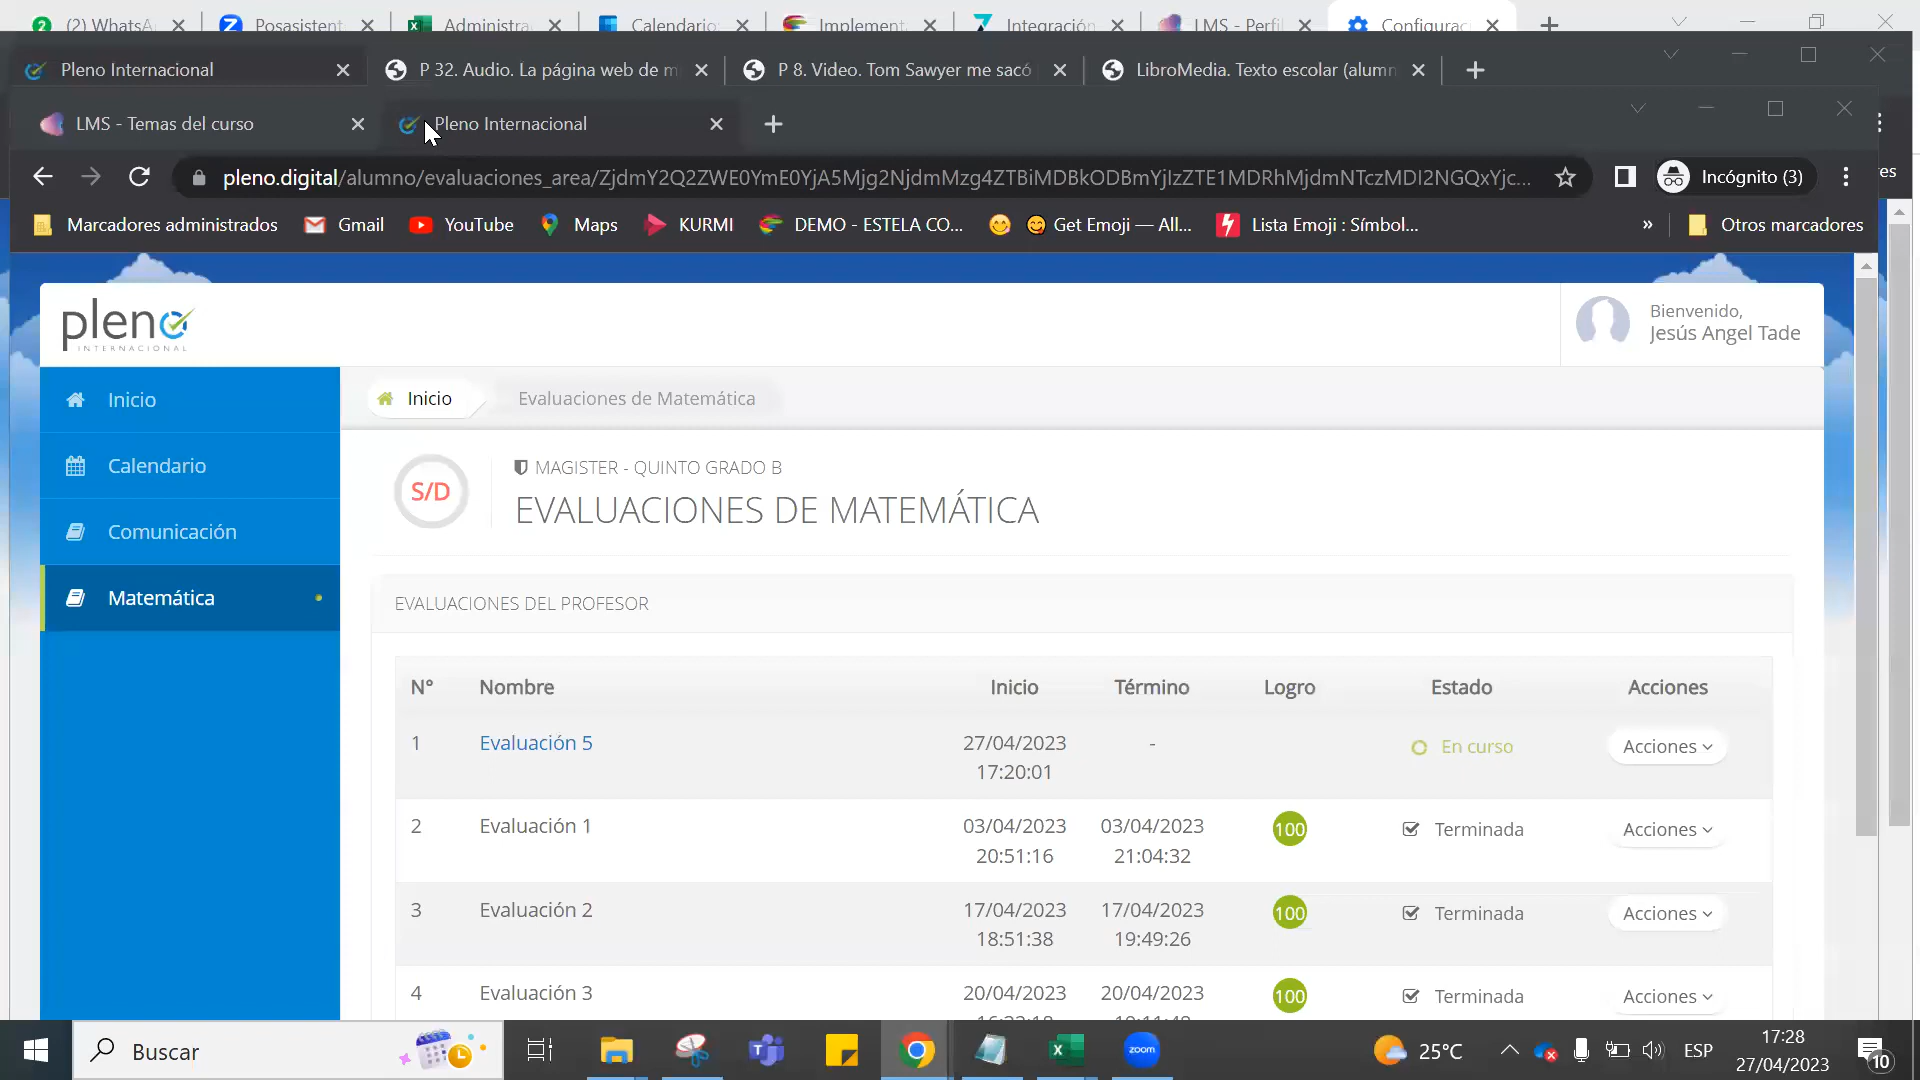 (2) WhatsA
Posasistent
Administra
Calendario
Implement
Integración
LMS - Perfil
Configurac
Pleno Internacional
P 32. Audio. La página web de m
P 8. Video. Tom Sawyer me sacó
LibroMedia. Texto escolar (alumn
LMS - Temas del curso
Pleno Internacional
pleno.digital/alumno/evaluaciones_area/ZjdmY2Q2ZWE0YmE0YjA5Mjg2NjdmMzg4ZTBiMDBkODBmYjIzZTE1MDRhMjdmNTczMDI2NGQxYjc...
Incógnito (3)
es
Marcadores administrados
Gmail
YouTube
Maps
KURMI
DEMO - ESTELA CO...
Get Emoji — All...
Lista Emoji : Símbol...
»
Otros marcadores
pleno
INTERNACIONAL
Bienvenido,
Jesús Angel Tade
Inicio
Calendario
Comunicación
Matemática
Inicio
Evaluaciones de Matemática
S/D
MAGISTER - QUINTO GRADO B
EVALUACIONES DE MATEMÁTICA
EVALUACIONES DEL PROFESOR
N° Nombre Inicio Término Logro Estado Acciones
1 Evaluación 5 27/04/2023 - En curso Acciones
17:20:01
2 Evaluación 1 03/04/2023 03/04/2023 100 Terminada Acciones
20:51:16 21:04:32
3 Evaluación 2 17/04/2023 17/04/2023 100 Terminada Acciones
18:51:38 19:49:26
4 Evaluación 3 20/04/2023 20/04/2023 100 Terminada Acciones
Buscar
zoom
25°C
ESP
17:28
27/04/2023
10